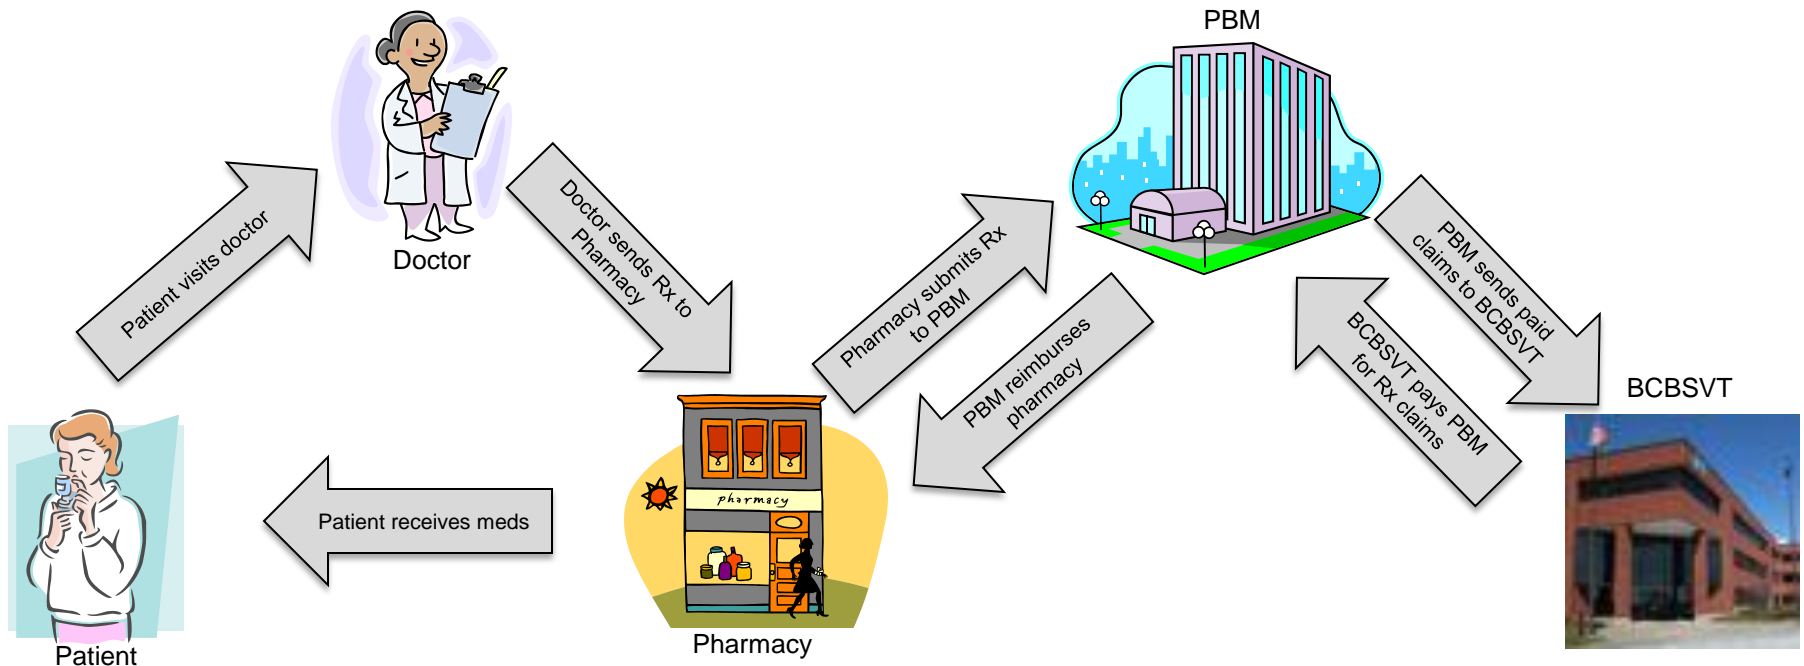 PBM
Doctor
Patient visits doctor
Doctor sends Rx to
Pharmacy
Pharmacy submits Rx
to PBM
PBM reimburses
pharmacy
PBM sends paid
claims to BCBSVT
BCBSVT pays PBM
for Rx claims
BCBSVT
Patient receives meds
pharmacy
Pharmacy
Patient